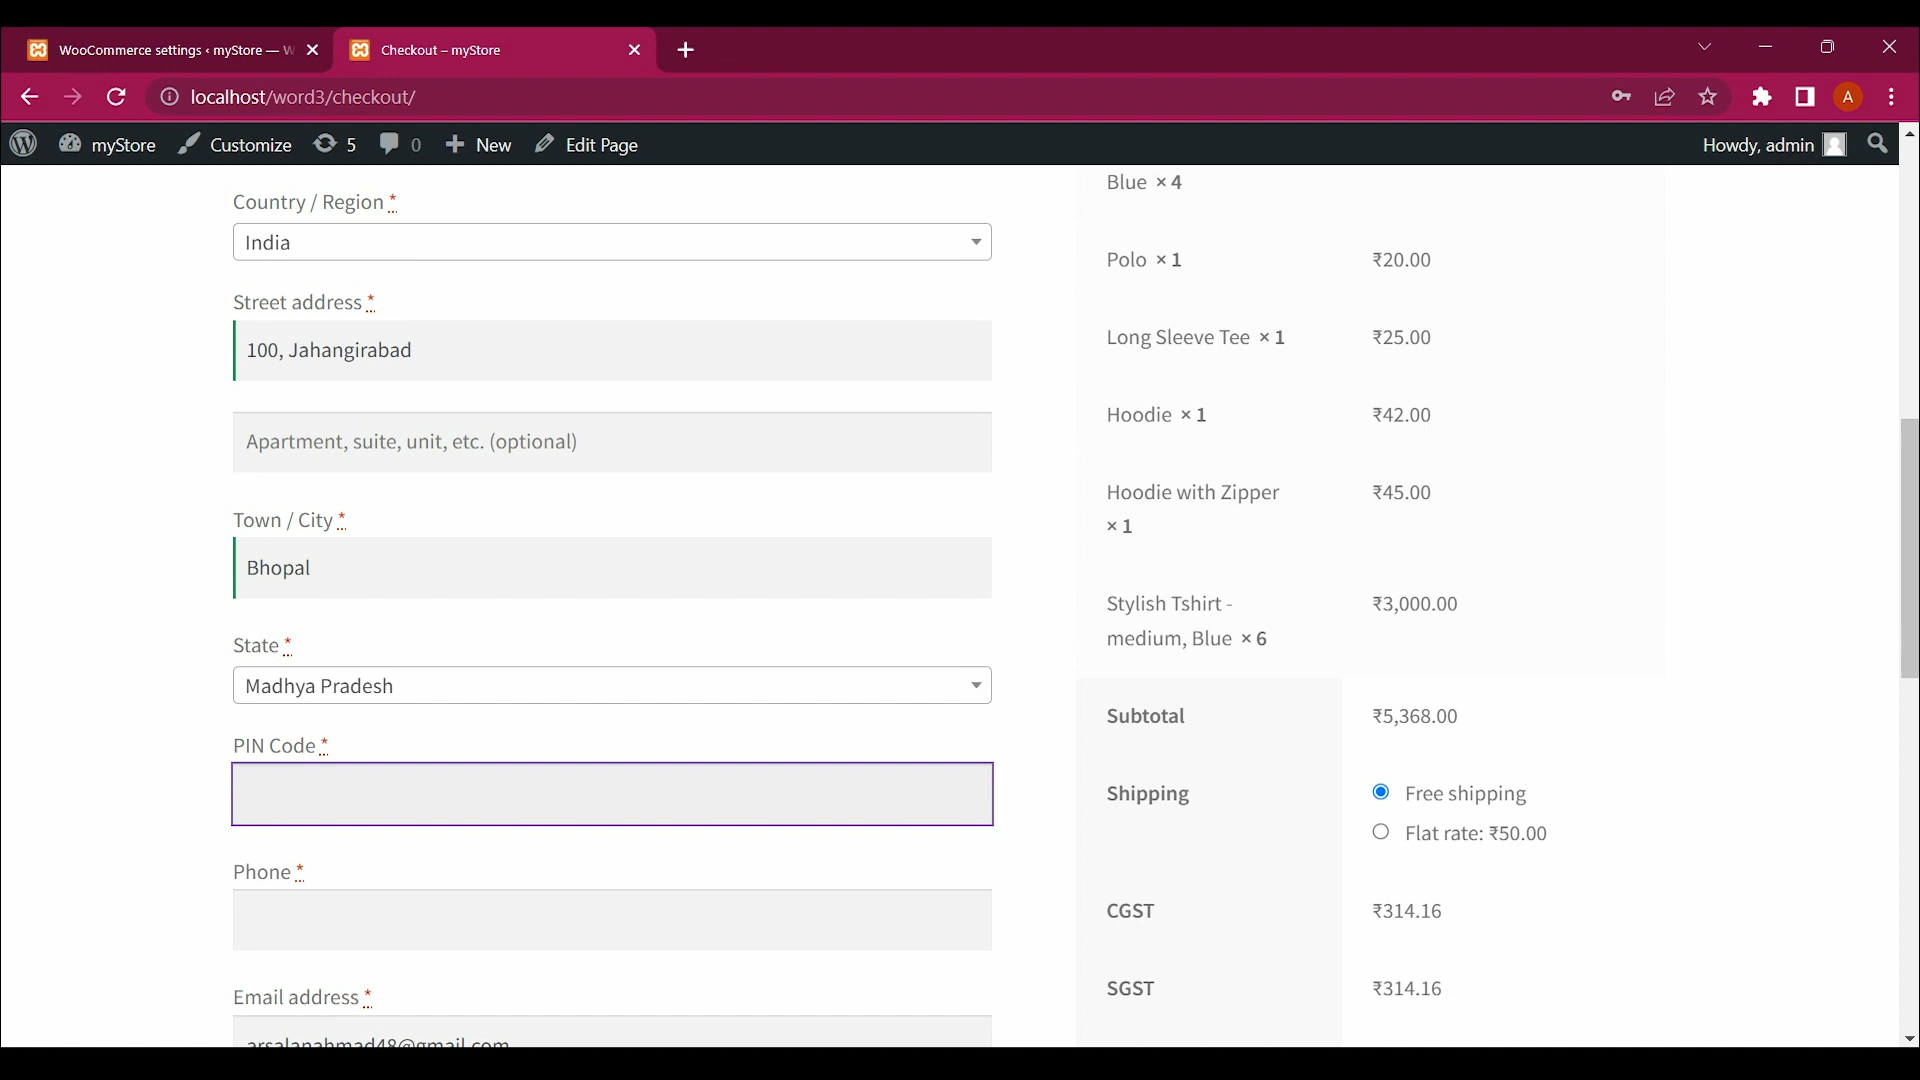 WooCommerce settings ‹ myStore — W
Checkout – myStore
localhost/word3/checkout/
A
myStore
Customize
5
0
New
Edit Page
Howdy, admin
Country / Region *
India
Street address *
100, Jahangirabad
Apartment, suite, unit, etc. (optional)
Town / City *
Bhopal
State *
Madhya Pradesh
PIN Code *
Phone *
Email address *
arsalanahmad48@gmail.com
Blue × 4
Polo × 1 ₹20.00
Long Sleeve Tee × 1 ₹25.00
Hoodie × 1 ₹42.00
Hoodie with Zipper ₹45.00
× 1
Stylish Tshirt - ₹3,000.00
medium, Blue × 6
Subtotal ₹5,368.00
Shipping Free shipping
Flat rate: ₹50.00
CGST ₹314.16
SGST ₹314.16